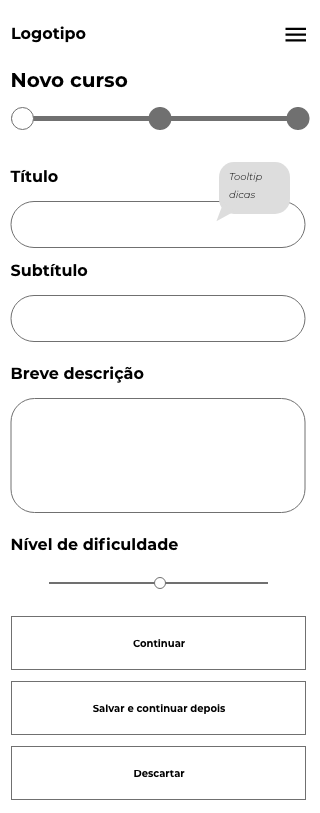 Logotipo
Novo curso
Título
Tooltip
dicas
Subtítulo
Breve descrição
Nível de dificuldade
Continuar
Salvar e continuar depois
Descartar